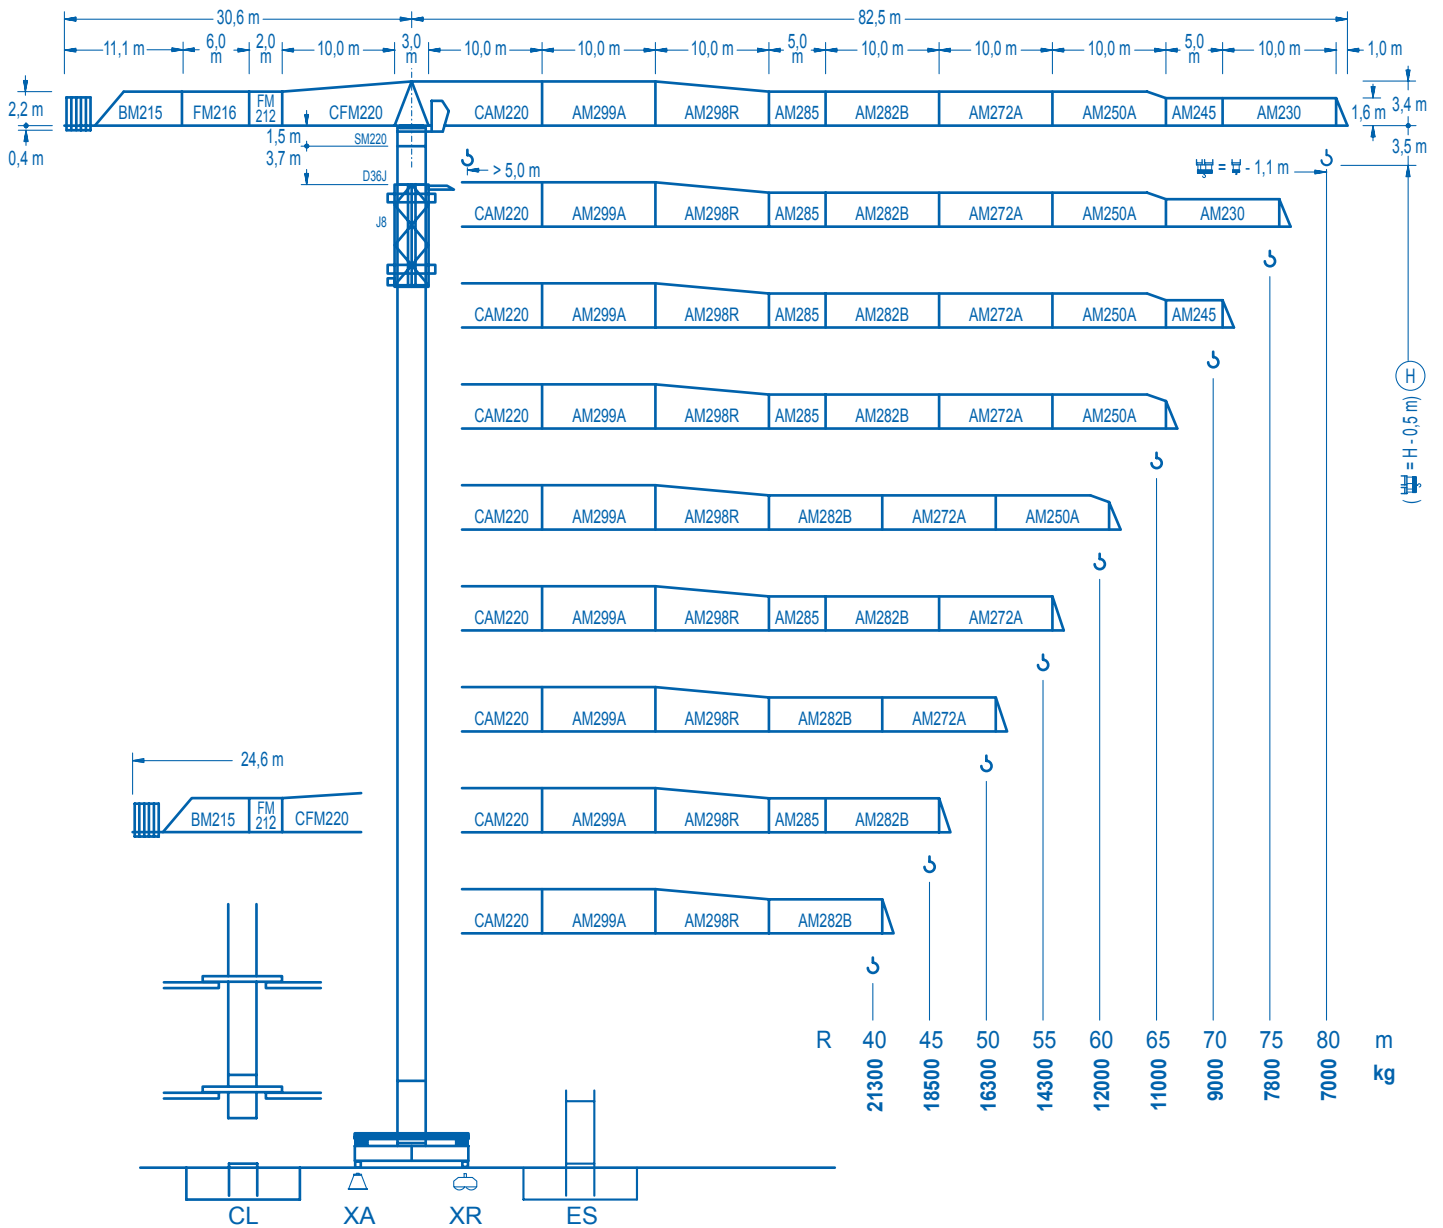 30,6 m
82,5 m
11,1 m
6,0 m
2,0 m
10,0 m
3,0 m
10,0 m
10,0 m
10,0 m
5,0 m
10,0 m
10,0 m
10,0 m
5,0 m
10,0 m
1,0 m
2,2 m
0,4 m
BM215
FM216
FM 212
CFM220
CAM220
AM299A
AM298R
AM285
AM282B
AM272A
AM250A
AM245
AM230
1,6 m
3,4 m
3,5 m
1,5 m
3,7 m
SM220
D36J
J8
> 5,0 m
= - 1,1 m
CAM220
AM299A
AM298R
AM285
AM282B
AM272A
AM250A
AM230
CAM220
AM299A
AM298R
AM285
AM282B
AM272A
AM250A
AM245
H
( = H - 0,5 m)
CAM220
AM299A
AM298R
AM285
AM282B
AM272A
AM250A
CAM220
AM299A
AM298R
AM282B
AM272A
AM250A
CAM220
AM299A
AM298R
AM285
AM282B
AM272A
CAM220
AM299A
AM298R
AM282B
AM272A
24,6 m
BM215
FM 212
CFM220
CAM220
AM299A
AM298R
AM285
AM282B
CAM220
AM299A
AM298R
AM282B
R 40 45 50 55 60 65 70 75 80 m
21300 18500 16300 14300 12000 11000 9000 7800 7000 kg
CL
XA
XR
ES